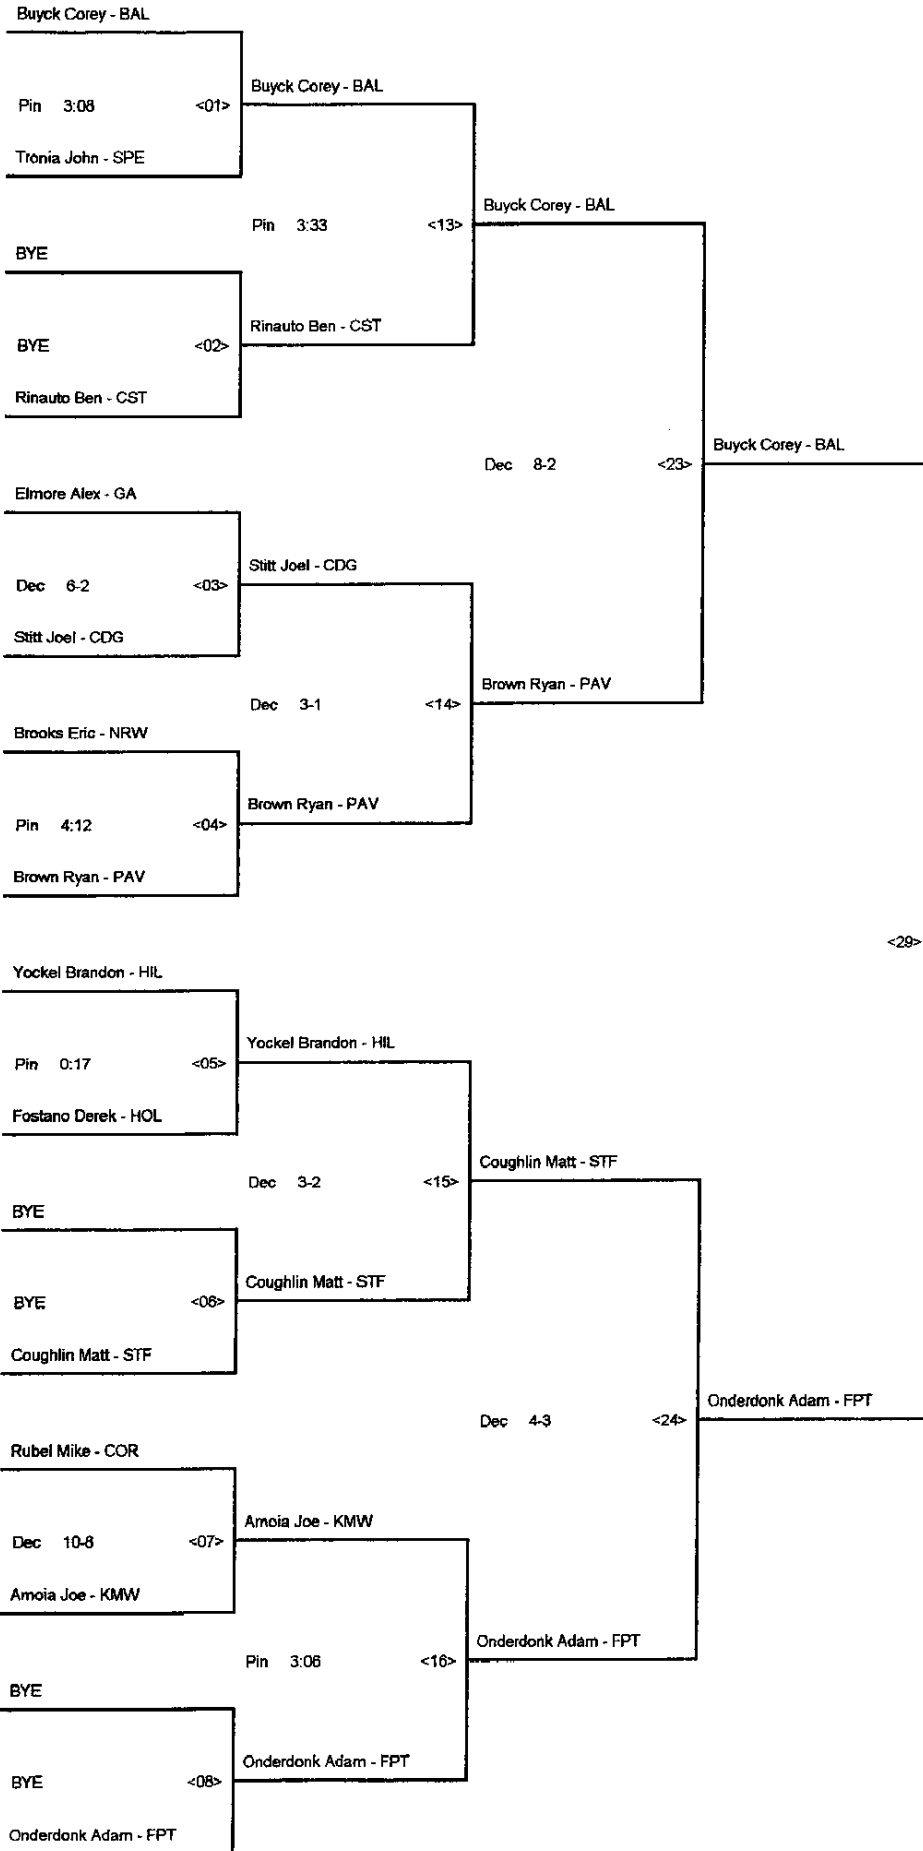 Buyck Corey - BAL
Buyck Corey - BAL
Pin 3:08 <01>
Tronia John - SPE
Buyck Corey - BAL
Pin 3:33 <13>
BYE
Rinauto Ben - CST
BYE <02>
Rinauto Ben - CST
Buyck Corey - BAL
Dec 8-2 <23>
Elmore Alex - GA
Stitt Joel - CDG
Dec 6-2 <03>
Stitt Joel - CDG
Brown Ryan - PAV
Dec 3-1 <14>
Brooks Eric - NRW
Brown Ryan - PAV
Pin 4:12 <04>
Brown Ryan - PAV
<29>
Yockel Brandon - HIL
Yockel Brandon - HIL
Pin 0:17 <05>
Fostano Derek - HOL
Coughlin Matt - STF
Dec 3-2 <15>
BYE
Coughlin Matt - STF
BYE <06>
Coughlin Matt - STF
Onderdonk Adam - FPT
Dec 4-3 <24>
Rubel Mike - COR
Amoia Joe - KMW
Dec 10-8 <07>
Amoia Joe - KMW
Onderdonk Adam - FPT
Pin 3:06 <16>
BYE
Onderdonk Adam - FPT
BYE <08>
Onderdonk Adam - FPT